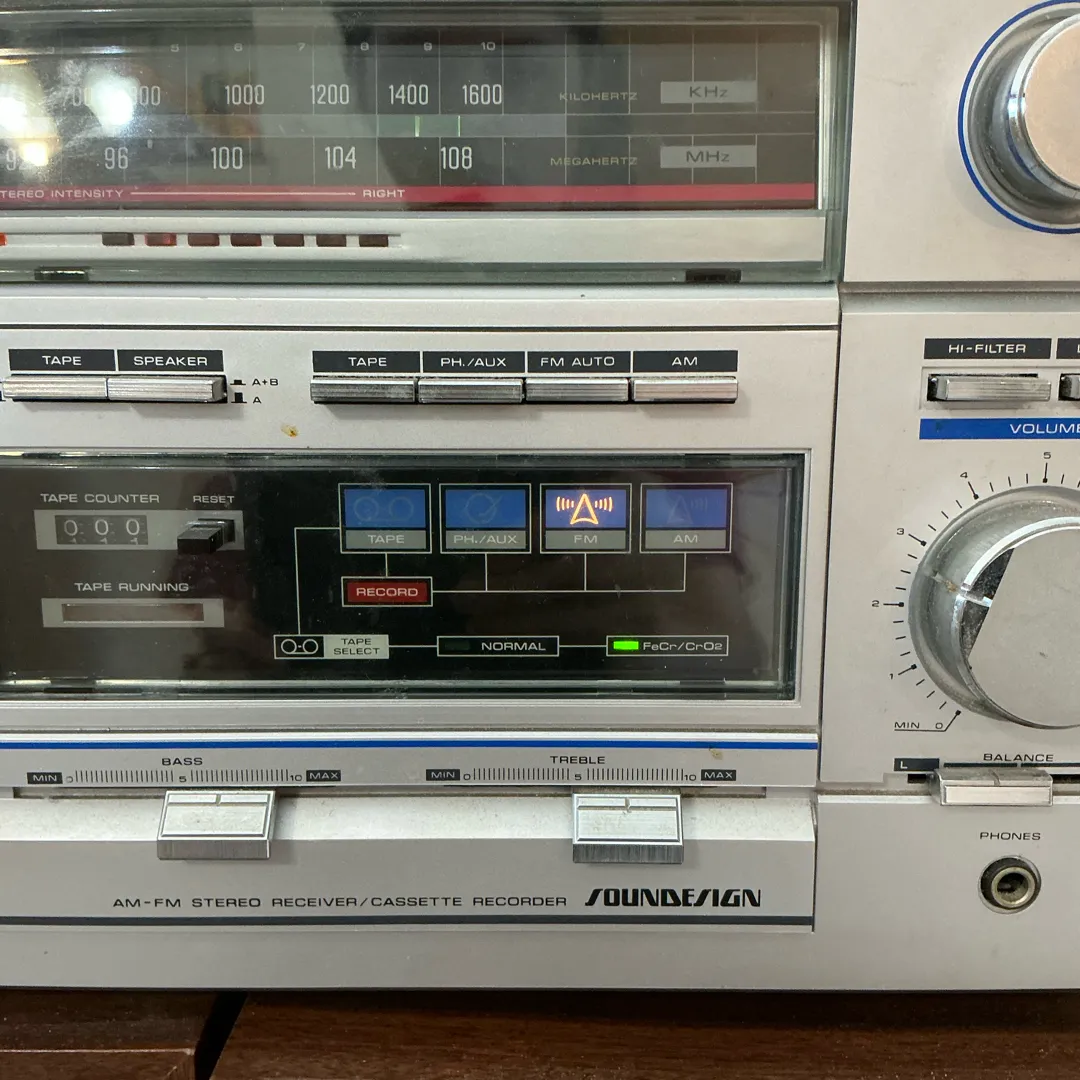 5 6 7 8 9 10
1000 1200 1400 1600 KILOHERTZ KHz
96 100 104 108 MEGAHERTZ MHz
STEREO INTENSITY RIGHT
TAPE SPEAKER A+B
A
TAPE PH./AUX FM AUTO AM
HI-FILTER
VOLUME
5
4
3
2
1
MIN 0
TAPE COUNTER RESET
000
TAPE RUNNING
TAPE PH./AUX FM AM
RECORD
TAPE SELECT NORMAL FeCr/CrO2
BASS
MIN 0 5 10 MAX
TREBLE
MIN 0 5 10 MAX
BALANCE
L
PHONES
AM-FM STEREO RECEIVER/CASSETTE RECORDER SOUNDESIGN